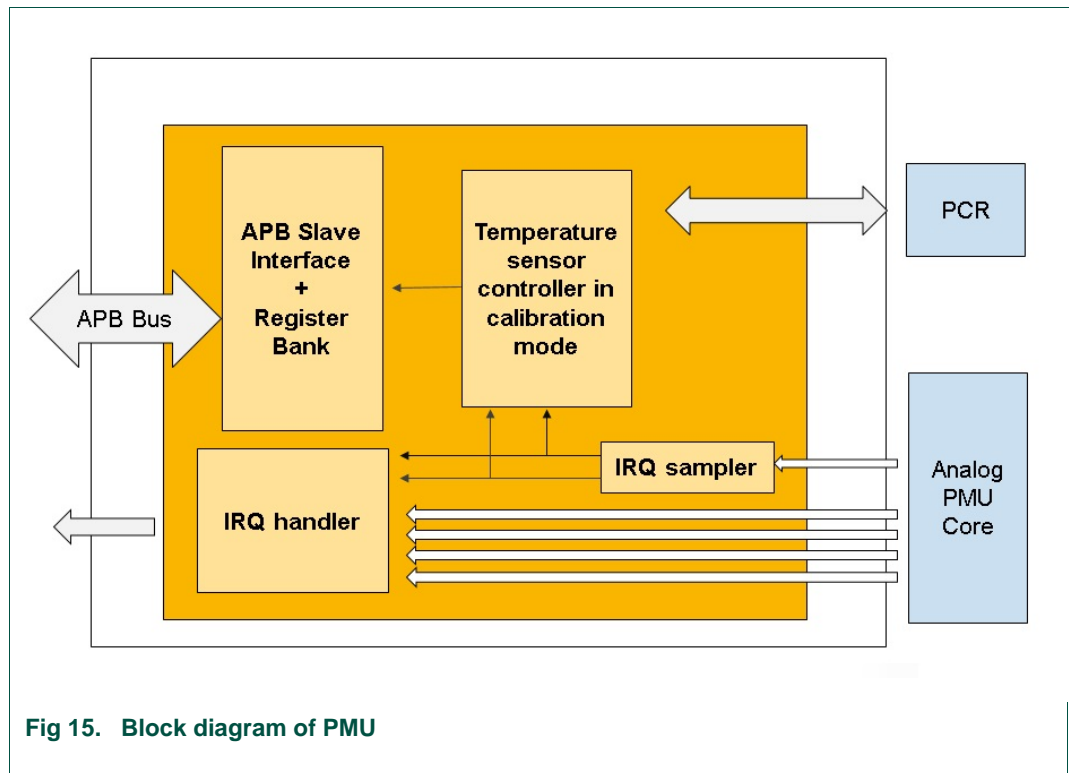 APB Slave
Interface
+
Register
Bank
Temperature
sensor
controller in
calibration
mode
PCR
APB Bus
IRQ sampler
IRQ handler
Analog
PMU
Core
Fig 15. Block diagram of PMU